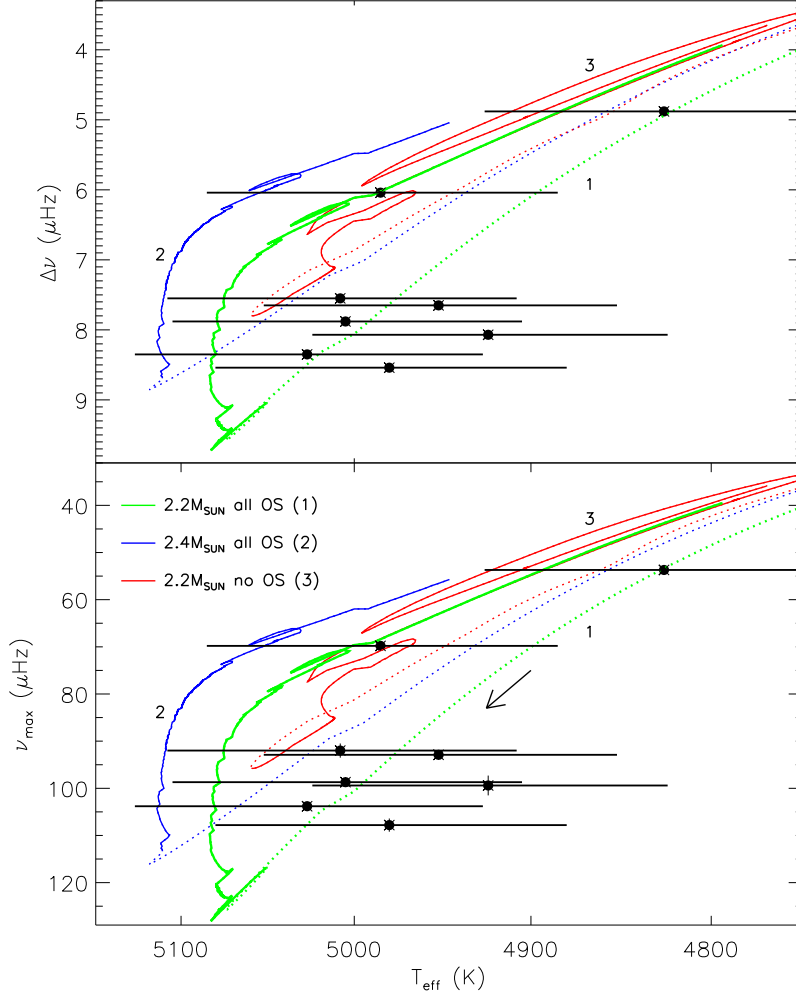 4
5
6
7
8
9
Δν (μHz)
3
1
2
2.2M_SUN all OS (1)
2.4M_SUN all OS (2)
2.2M_SUN no OS (3)
3
1
2
40
60
80
100
120
ν_max (μHz)
5100 5000 4900 4800
T_eff (K)